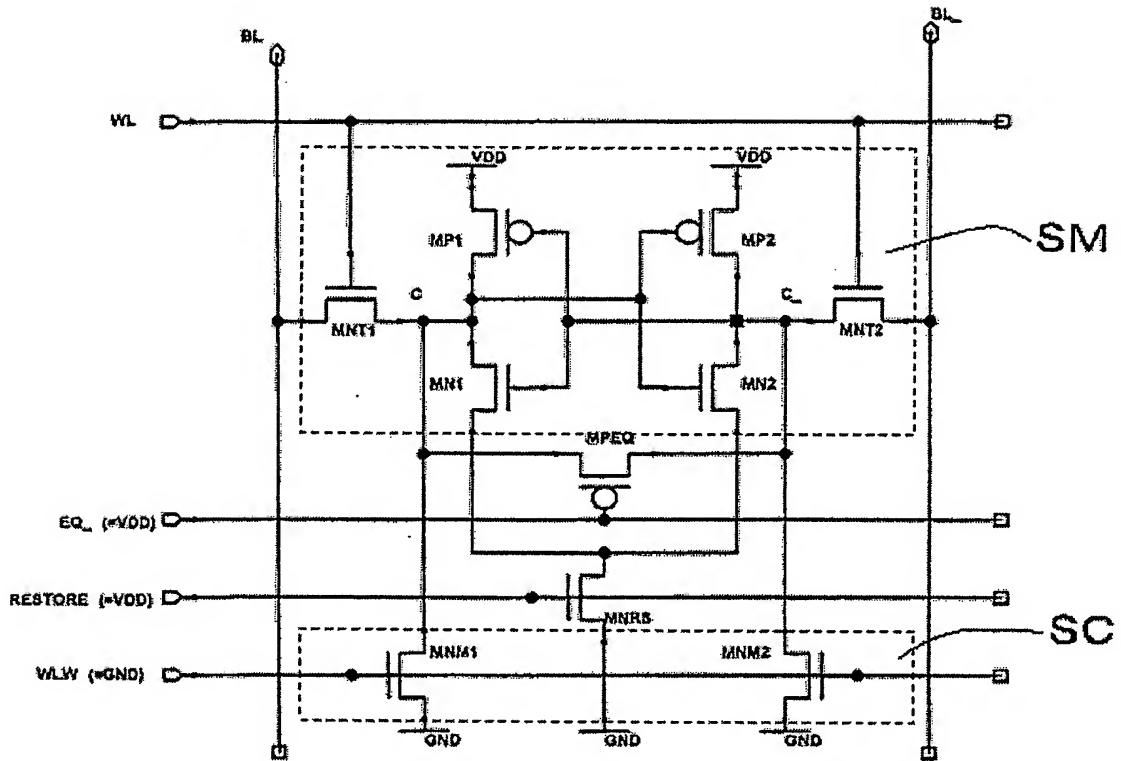 BL
BL_
WL
VDD
VDD
MP1
MP2
SM
C
C_
MNT1
MNT2
MN1
MN2
MPEQ
EQ_ (=VDD)
RESTORE (=VDD)
MNRS
SC
MNM1
MNM2
WLW (=GND)
GND
GND
GND